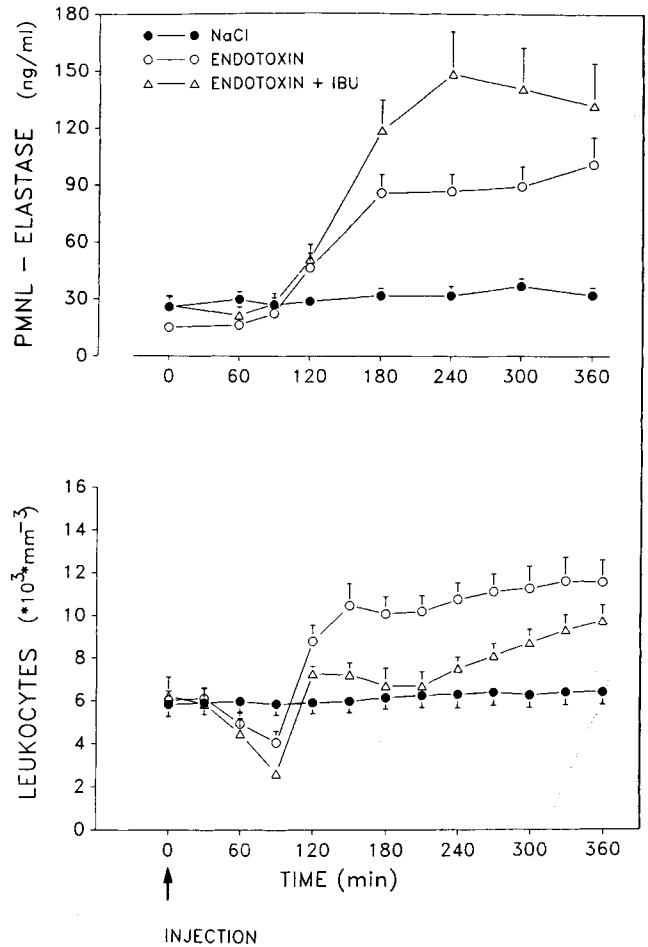 PMNL – ELASTASE (ng/ml)
180
150
120
90
60
30
0
NaCl
ENDOTOXIN
ENDOTOXIN + IBU
0 60 120 180 240 300 360
LEUKOCYTES (*10³*mm⁻³)
16
14
12
10
8
6
4
2
0
0 60 120 180 240 300 360
TIME (min)
INJECTION